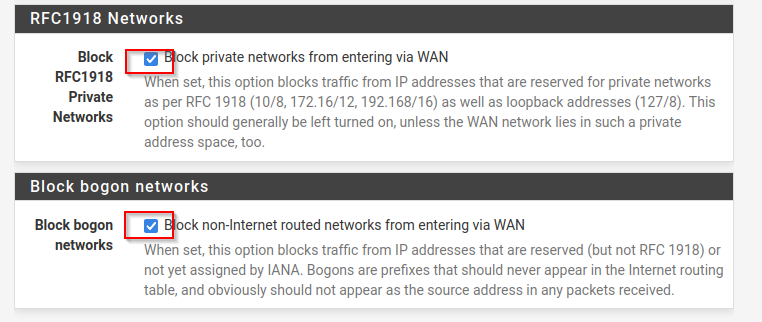 RFC1918 Networks
Block RFC1918 Private Networks
Block private networks from entering via WAN
When set, this option blocks traffic from IP addresses that are reserved for private networks
as per RFC 1918 (10/8, 172.16/12, 192.168/16) as well as loopback addresses (127/8). This
option should generally be left turned on, unless the WAN network lies in such a private
address space, too.
Block bogon networks
Block bogon networks
Block non-Internet routed networks from entering via WAN
When set, this option blocks traffic from IP addresses that are reserved (but not RFC 1918) or
not yet assigned by IANA. Bogons are prefixes that should never appear in the Internet routing
table, and obviously should not appear as the source address in any packets received.